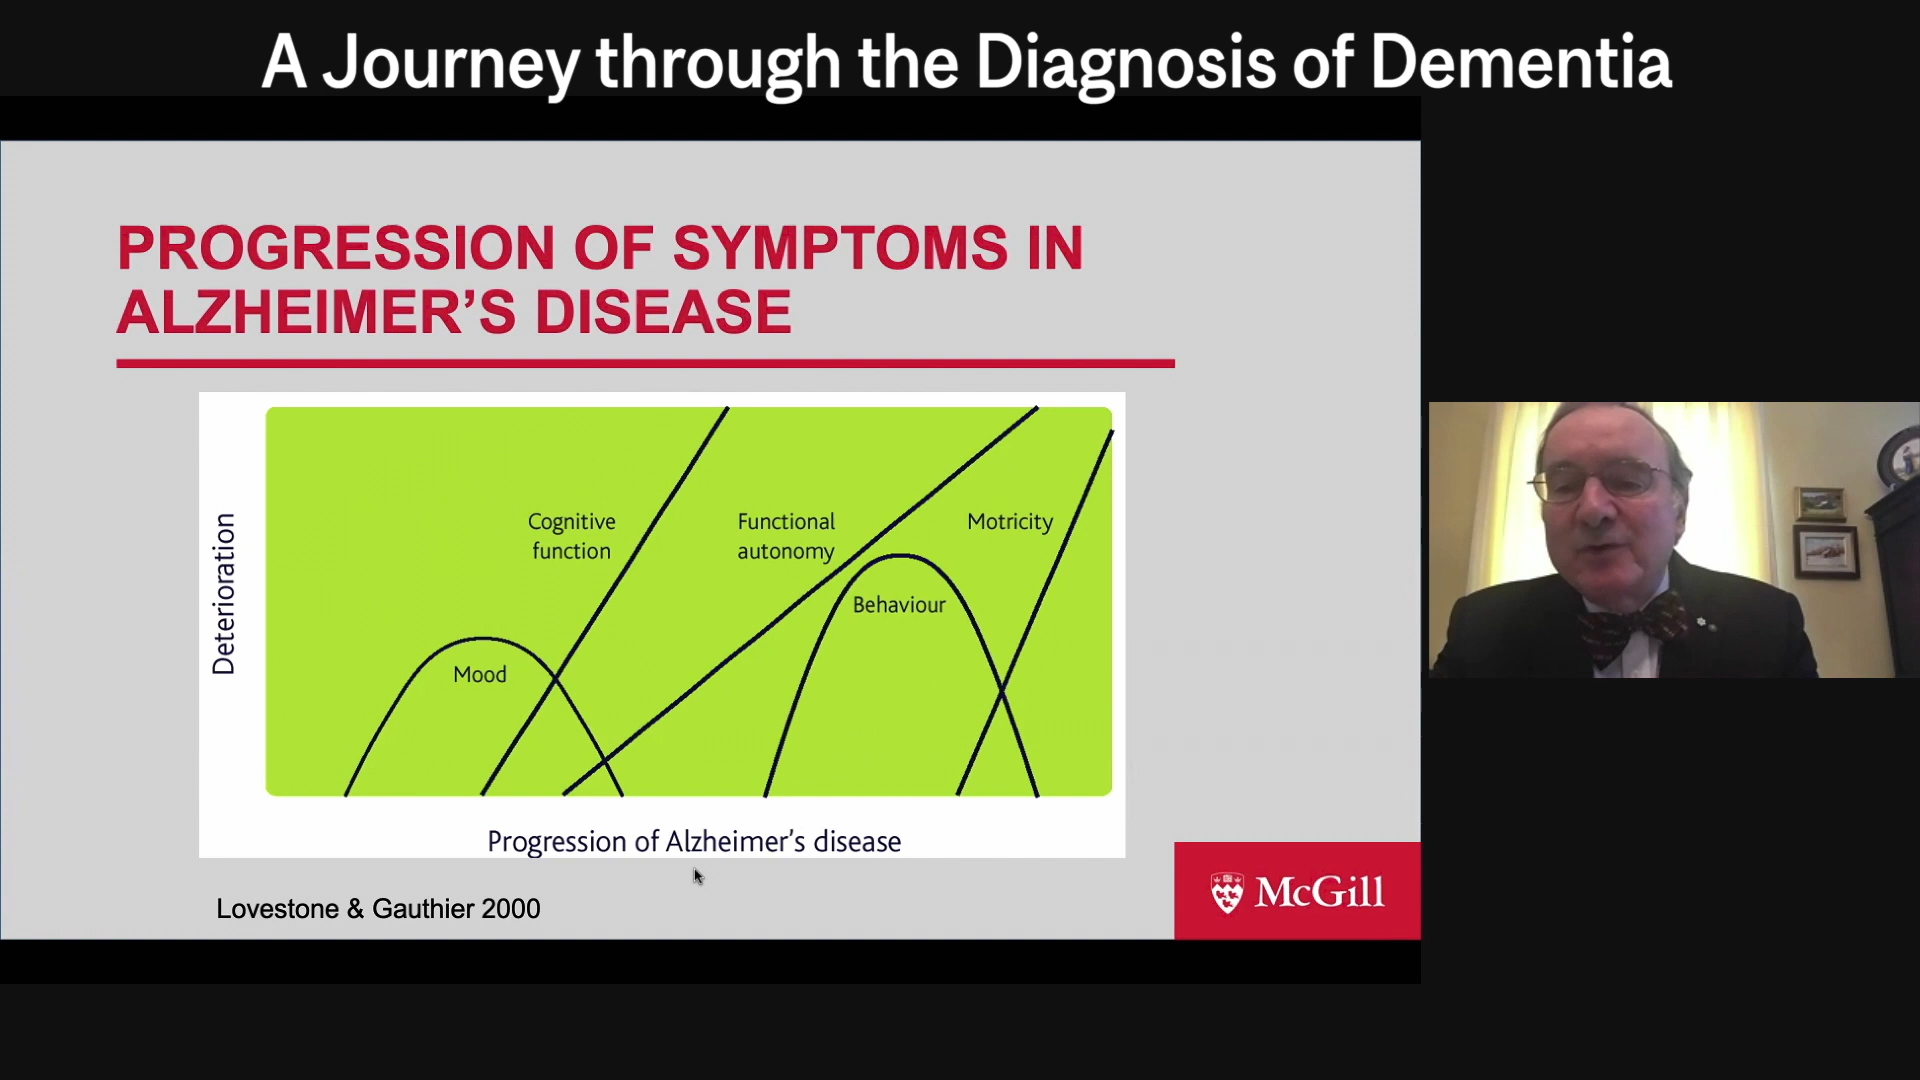 A Journey through the Diagnosis of Dementia
PROGRESSION OF SYMPTOMS IN
ALZHEIMER'S DISEASE
Deterioration
Cognitive
function
Functional
autonomy
Motricity
Behaviour
Mood
Progression of Alzheimer's disease
Lovestone & Gauthier 2000
McGill